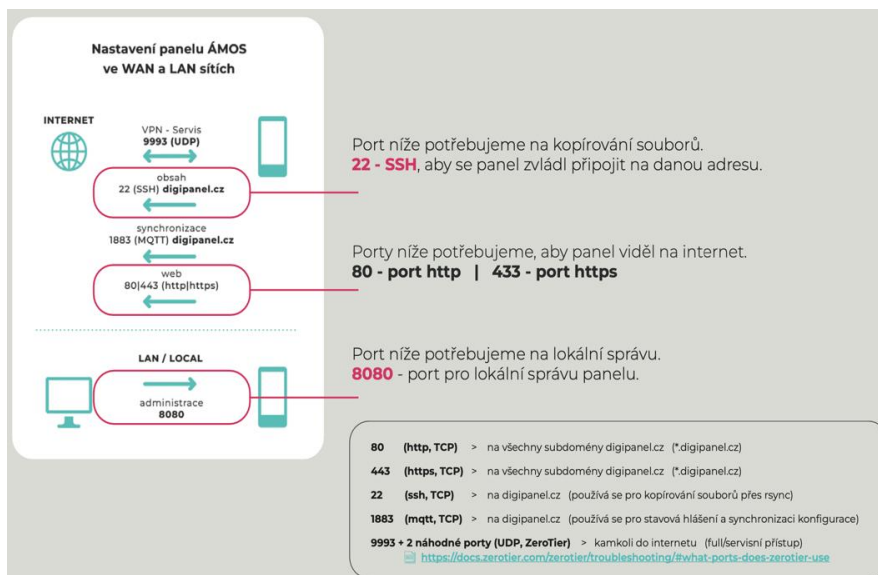 Nastavení panelu ÁMOS
ve WAN a LAN sítích
INTERNET
VPN - Servis
9993 (UDP)
obsah
22 (SSH) digipanel.cz
synchronizace
1883 (MQTT) digipanel.cz
web
80|443 (http|https)
LAN / LOCAL
administrace
8080
Port níže potřebujeme na kopírování souborů.
22 - SSH, aby se panel zvládl připojit na danou adresu.
Porty níže potřebujeme, aby panel viděl na internet.
80 - port http | 433 - port https
Port níže potřebujeme na lokální správu.
8080 - port pro lokální správu panelu.
80 (http, TCP) > na všechny subdomény digipanel.cz (*.digipanel.cz)
443 (https, TCP) > na všechny subdomény digipanel.cz (*.digipanel.cz)
22 (ssh, TCP) > na digipanel.cz (používá se pro kopírování souborů přes rsync)
1883 (mqtt, TCP) > na digipanel.cz (používá se pro stavová hlášení a synchronizaci konfigurace)
9993 + 2 náhodné porty (UDP, ZeroTier) > kamkoli do internetu (full/servisní přístup)
https://docs.zerotier.com/zerotier/troubleshooting/#what-ports-does-zerotier-use